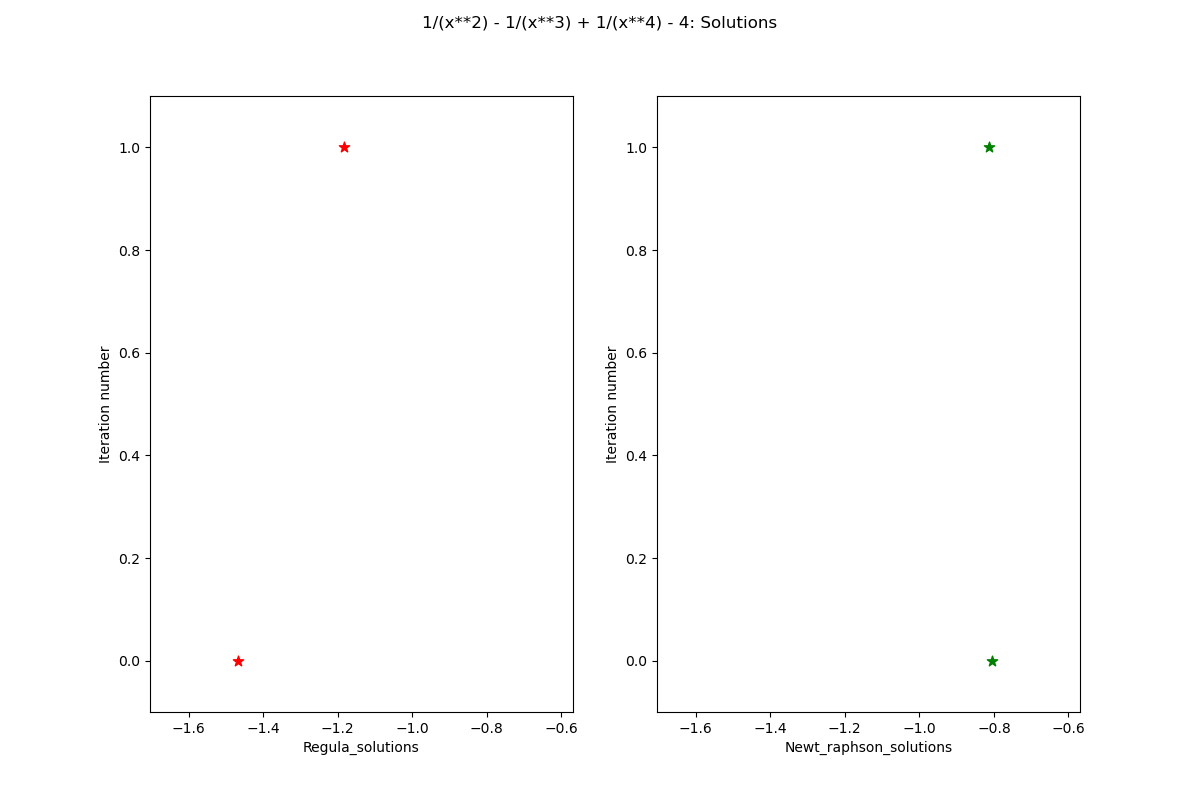 1/(x**2) - 1/(x**3) + 1/(x**4) - 4: Solutions
1.0
0.8
0.6
0.4
0.2
0.0
Iteration number
−1.6 −1.4 −1.2 −1.0 −0.8 −0.6
Regula_solutions
1.0
0.8
0.6
0.4
0.2
0.0
Iteration number
−1.6 −1.4 −1.2 −1.0 −0.8 −0.6
Newt_raphson_solutions